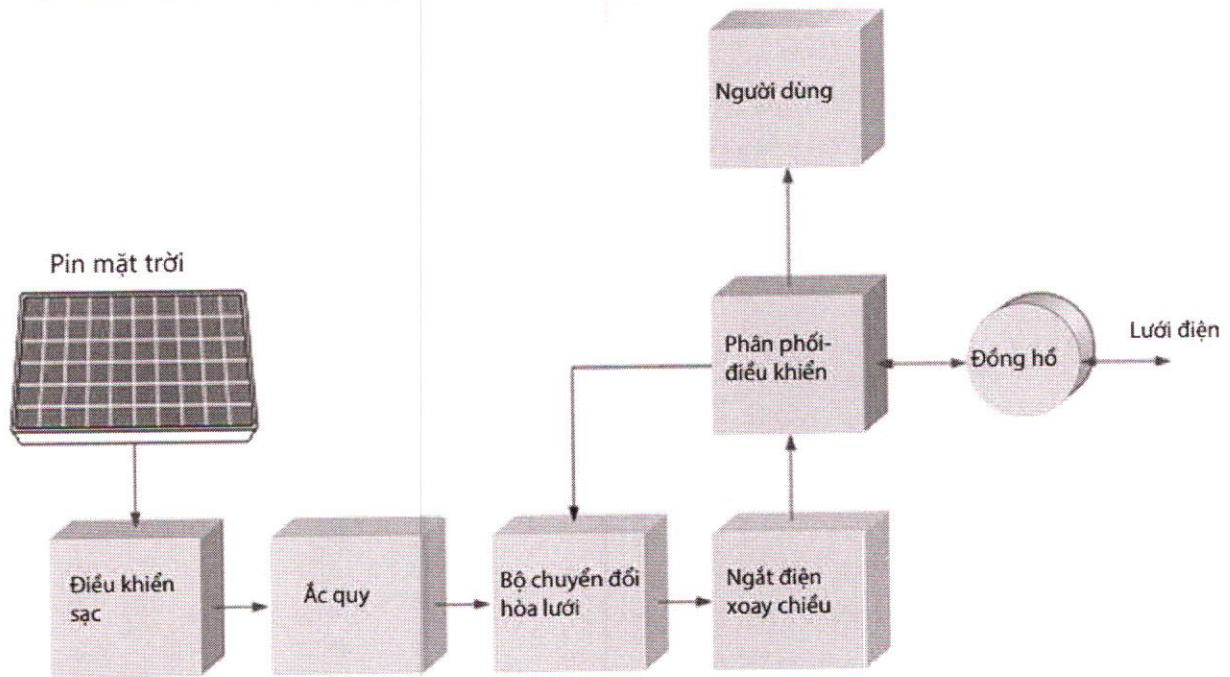 Người dùng
Pin mặt trời
Phân phối-
điều khiển
Đồng hồ
Lưới điện
Điều khiển
sạc
Ắc quy
Bộ chuyển đổi
hòa lưới
Ngắt điện
xoay chiều